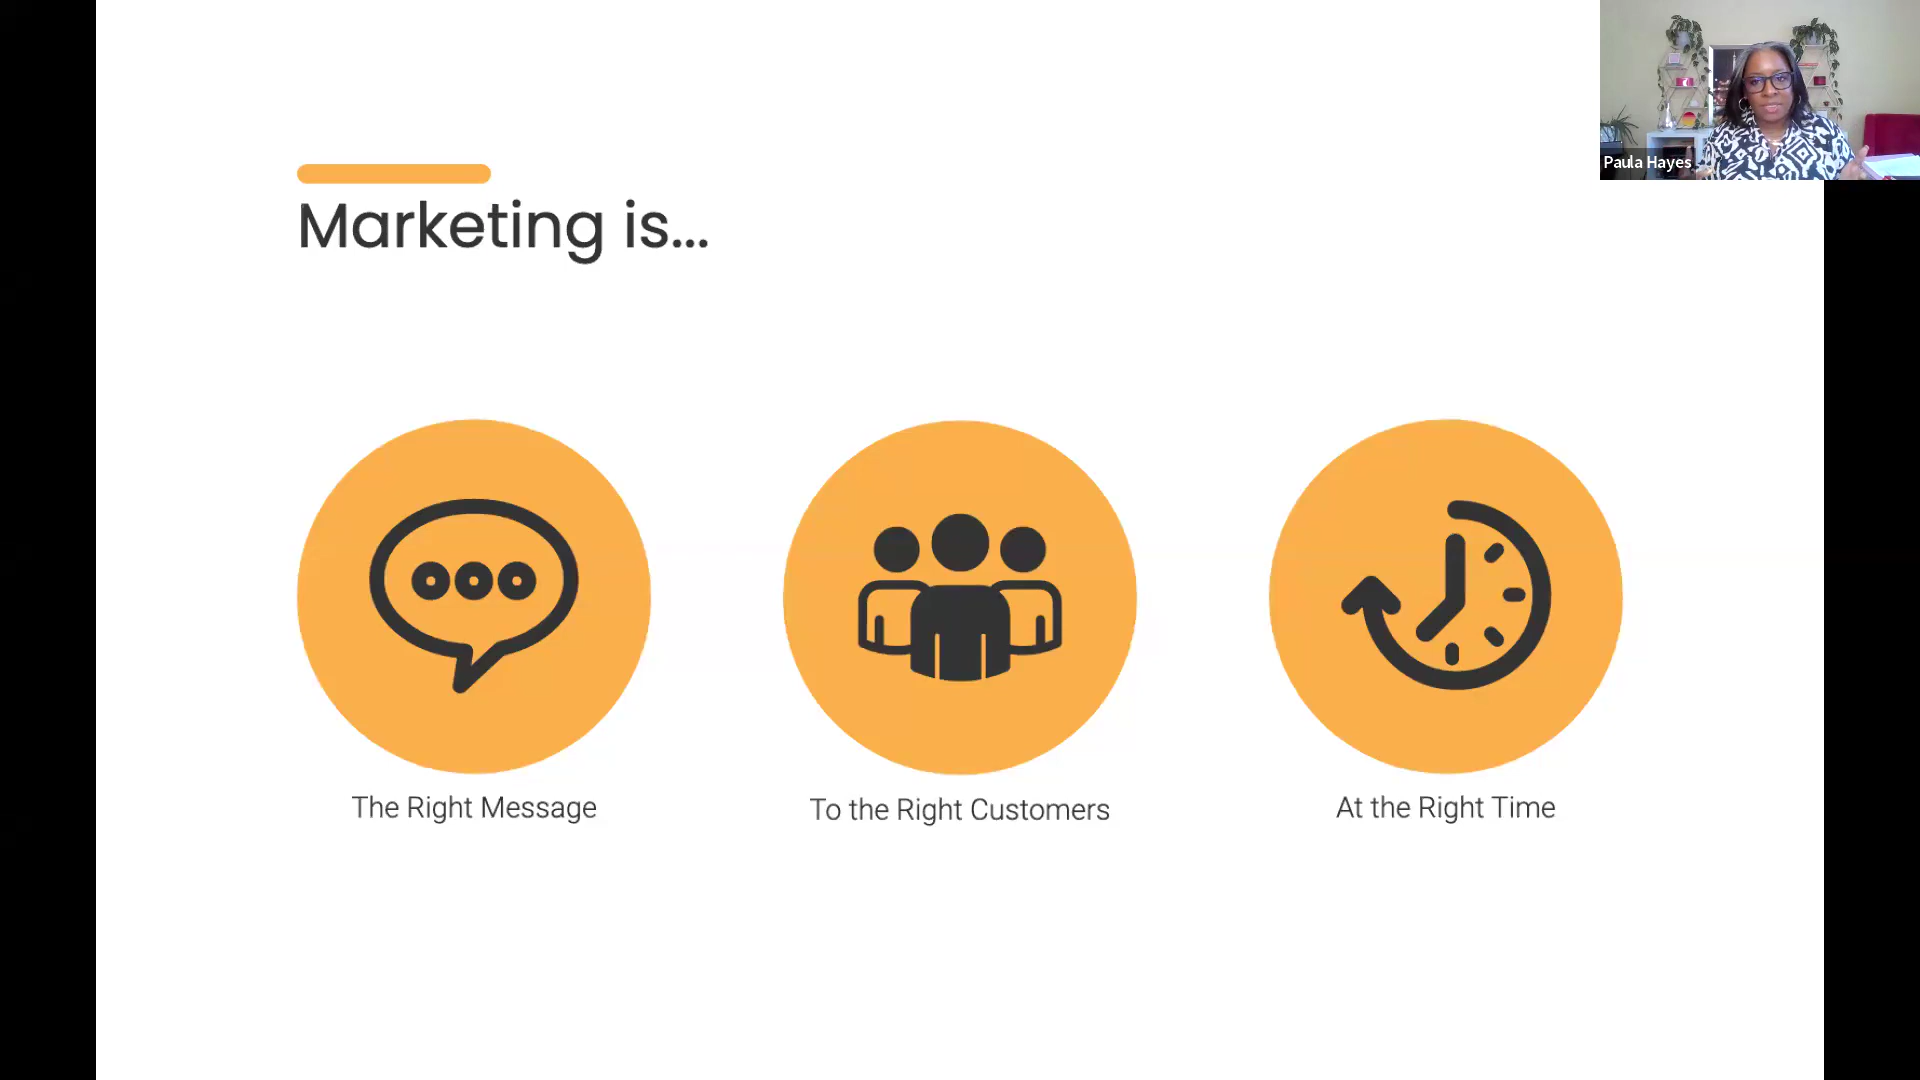 Paula Hayes
Marketing is...
The Right Message
To the Right Customers
At the Right Time